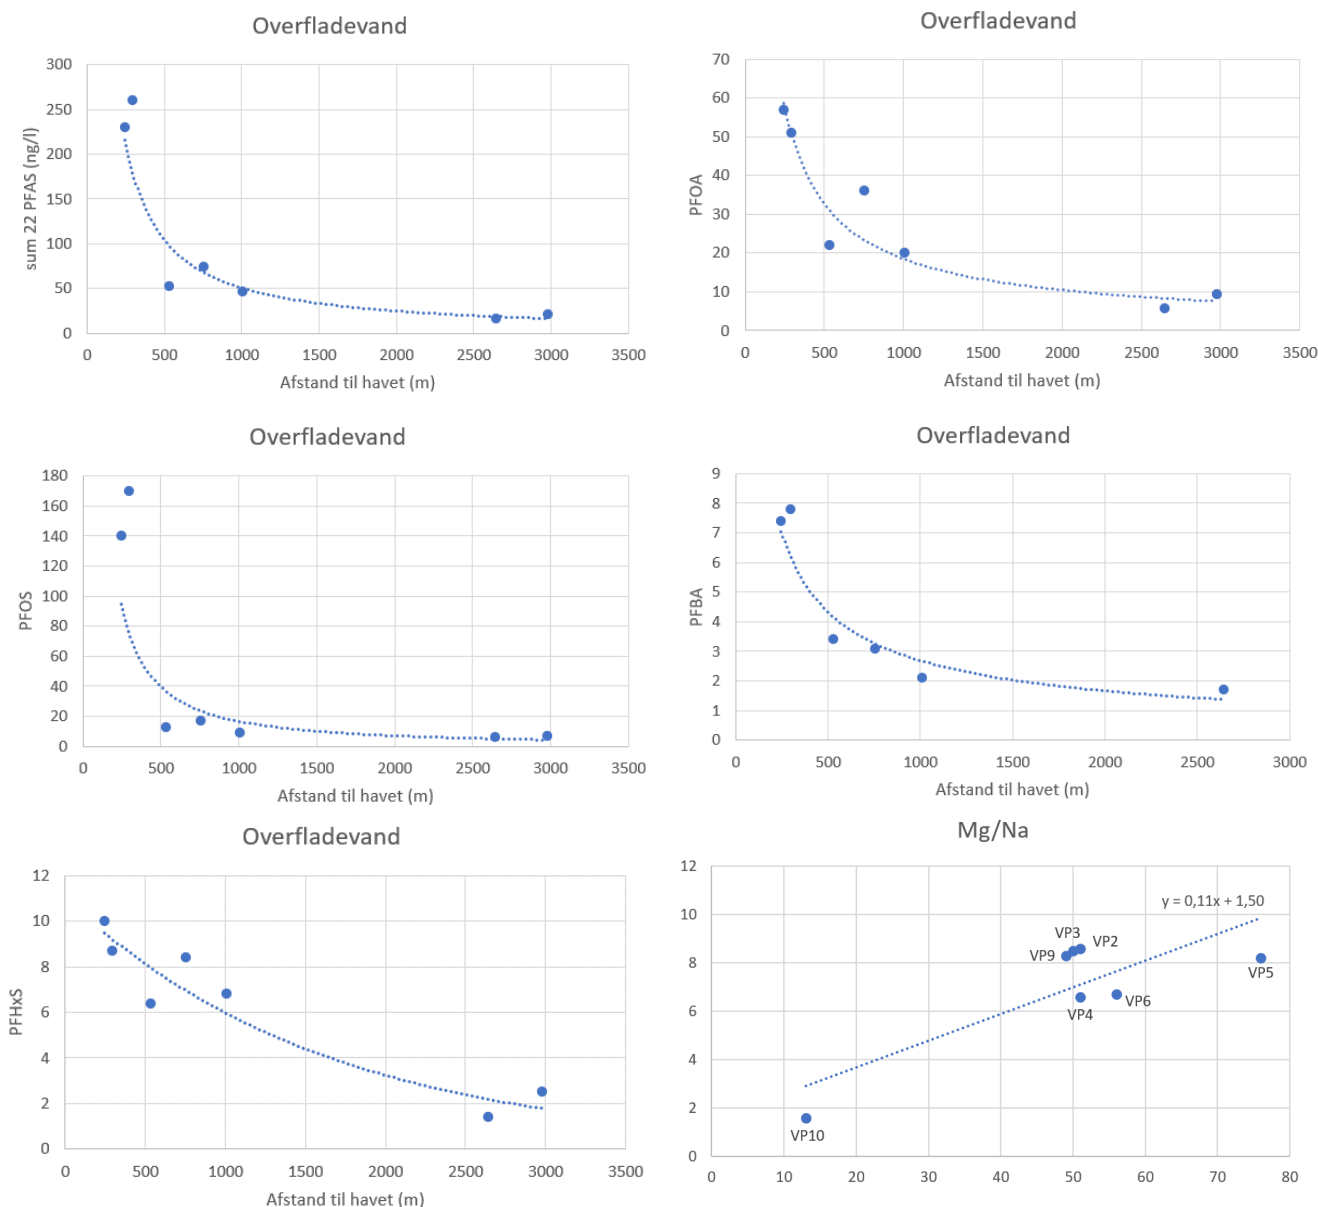 Overfladevand
300
250
200
150
100
50
0
sum 22 PFAS (ng/l)
0 500 1000 1500 2000 2500 3000 3500
Afstand til havet (m)
Overfladevand
70
60
50
40
30
20
10
0
PFOA
0 500 1000 1500 2000 2500 3000 3500
Afstand til havet (m)
Overfladevand
180
160
140
120
100
80
60
40
20
0
PFOS
0 500 1000 1500 2000 2500 3000 3500
Afstand til havet (m)
Overfladevand
9
8
7
6
5
4
3
2
1
0
PFBA
0 500 1000 1500 2000 2500 3000
Afstand til havet (m)
Overfladevand
12
10
8
6
4
2
0
PFHxS
0 500 1000 1500 2000 2500 3000 3500
Afstand til havet (m)
Mg/Na
12
10
8
6
4
2
0
y = 0,11x + 1,50
VP3
VP2
VP9
VP5
VP6
VP4
VP10
0 10 20 30 40 50 60 70 80